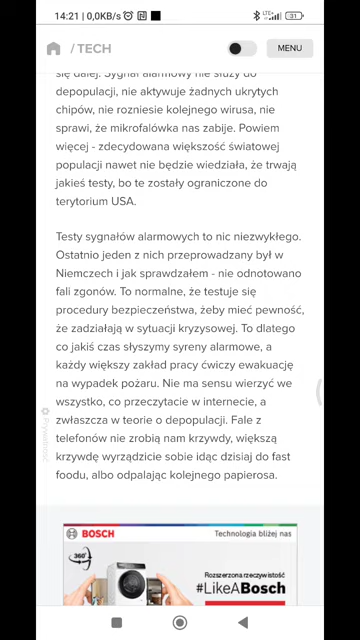 14:21 | 0,0KB/s
LTE
31
/ TECH
MENU
się dalej. Sygnał alarmowy nie służy do
depopulacji, nie aktywuje żadnych ukrytych
chipów, nie rozniesie kolejnego wirusa, nie
sprawi, że mikrofalówka nas zabije. Powiem
więcej - zdecydowana większość światowej
populacji nawet nie będzie wiedziała, że trwają
jakieś testy, bo te zostały ograniczone do
terytorium USA.
Testy sygnałów alarmowych to nic niezwykłego.
Ostatnio jeden z nich przeprowadzany był w
Niemczech i jak sprawdzałem - nie odnotowano
fali zgonów. To normalne, że testuje się
procedury bezpieczeństwa, żeby mieć pewność,
że zadziałają w sytuacji kryzysowej. To dlatego
co jakiś czas słyszymy syreny alarmowe, a
każdy większy zakład pracy ćwiczy ewakuację
na wypadek pożaru. Nie ma sensu wierzyć we
wszystko, co przeczytacie w internecie, a
zwłaszcza w teorie o depopulacji. Fale z
telefonów nie zrobią nam krzywdy, większą
krzywdę wyrządzicie sobie idąc dzisiaj do fast
foodu, albo odpalając kolejnego papierosa.
Prywatność
BOSCH
Technologia bliżej nas
360°
Rozszerzona rzeczywistość
#LikeABosch